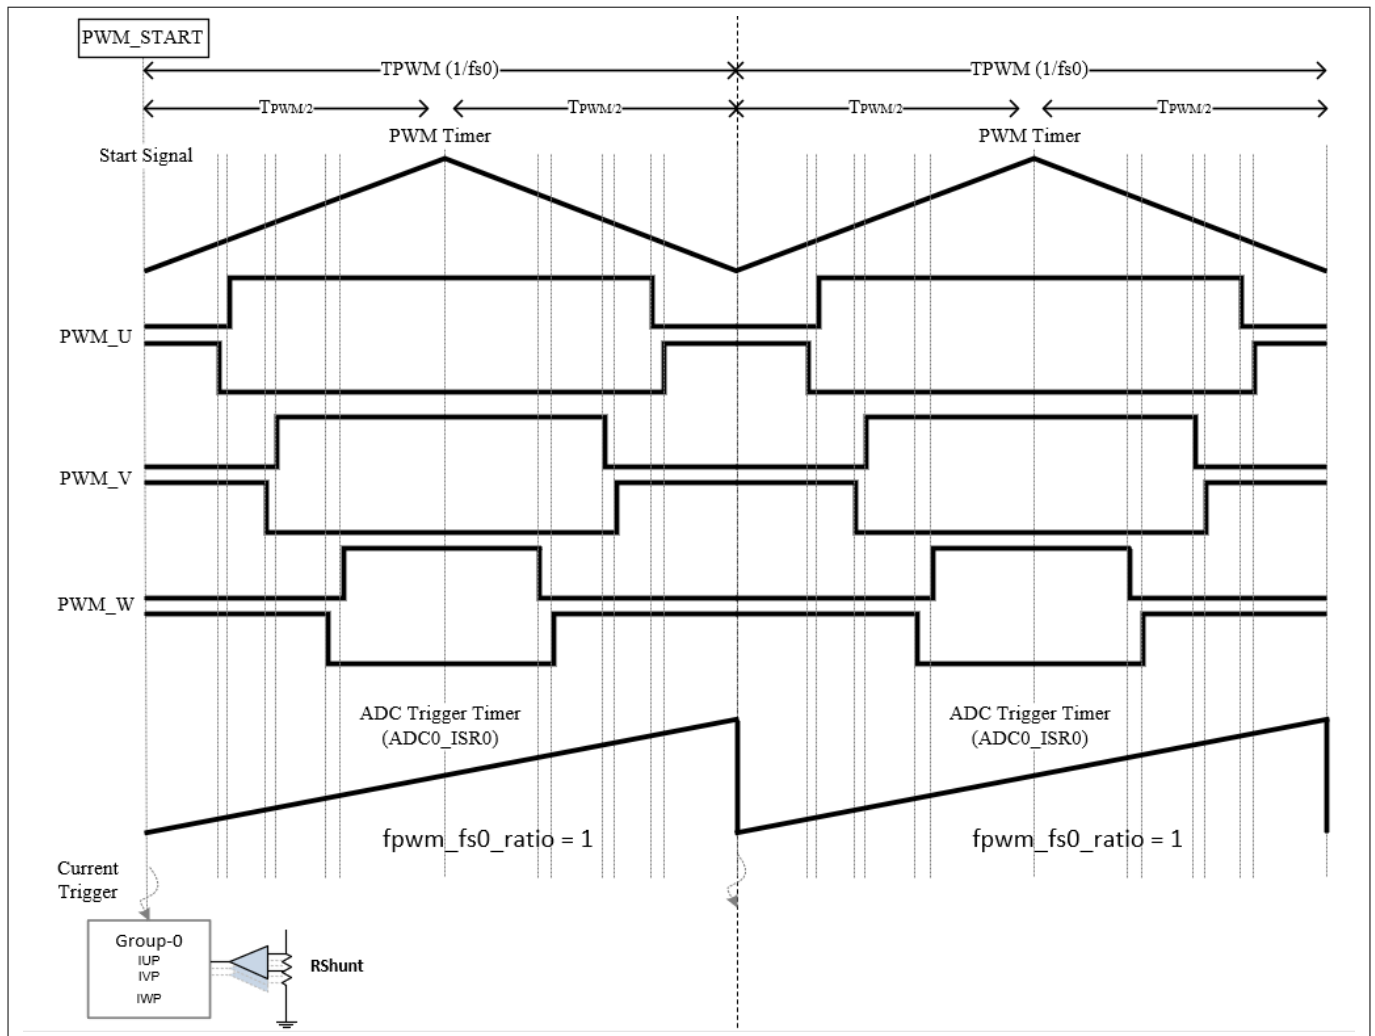 PWM_START
TPWM (1/fs0)
TPWM (1/fs0)
TPWM/2
TPWM/2
TPWM/2
TPWM/2
PWM Timer
PWM Timer
Start Signal
PWM_U
PWM_V
PWM_W
ADC Trigger Timer
(ADC0_ISR0)
ADC Trigger Timer
(ADC0_ISR0)
fpwm_fs0_ratio = 1
fpwm_fs0_ratio = 1
Current
Trigger
Group-0
IUP
IVP
IWP
RShunt